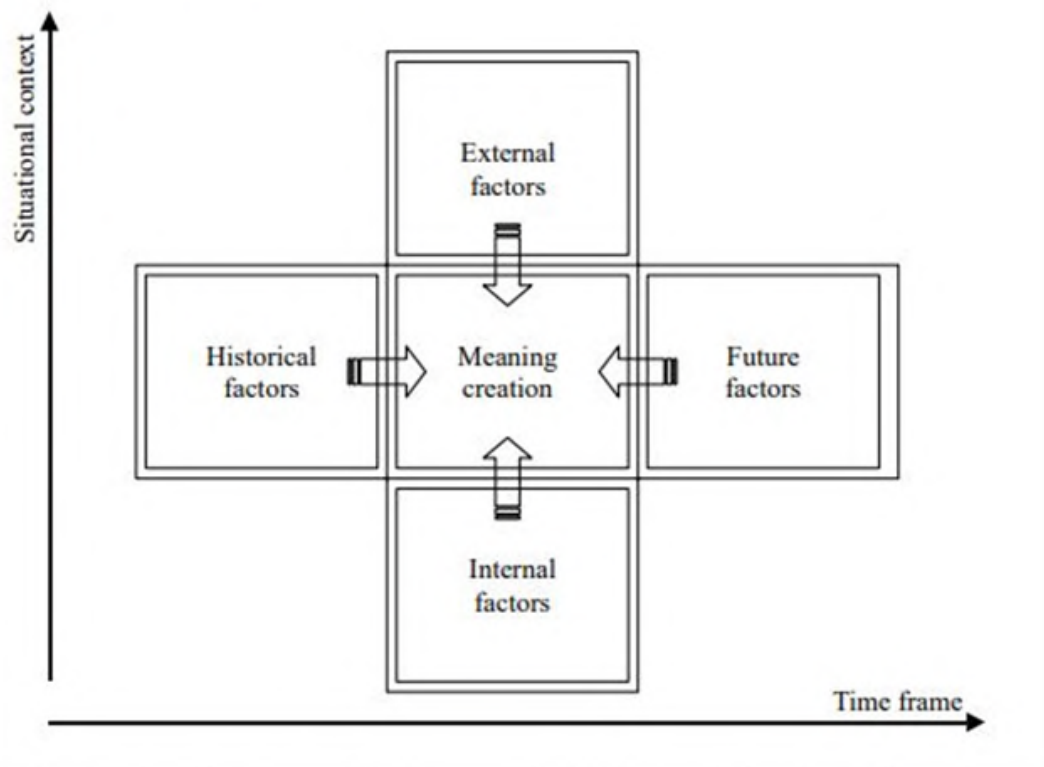 Situational context
External
factors
Historical
factors
Meaning
creation
Future
factors
Internal
factors
Time frame